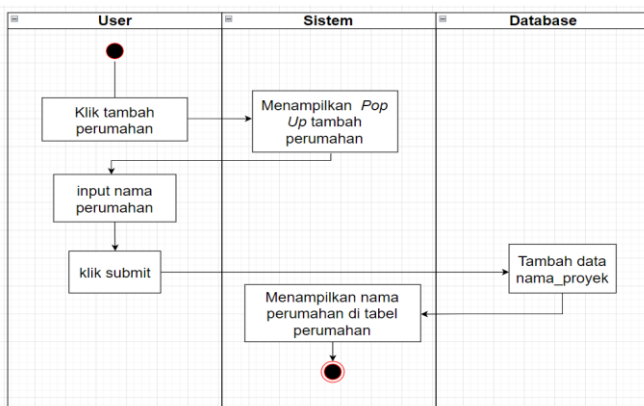 User
Sistem
Database
Klik tambah
perumahan
Menampilkan Pop
Up tambah
perumahan
input nama
perumahan
klik submit
Tambah data
nama_proyek
Menampilkan nama
perumahan di tabel
perumahan